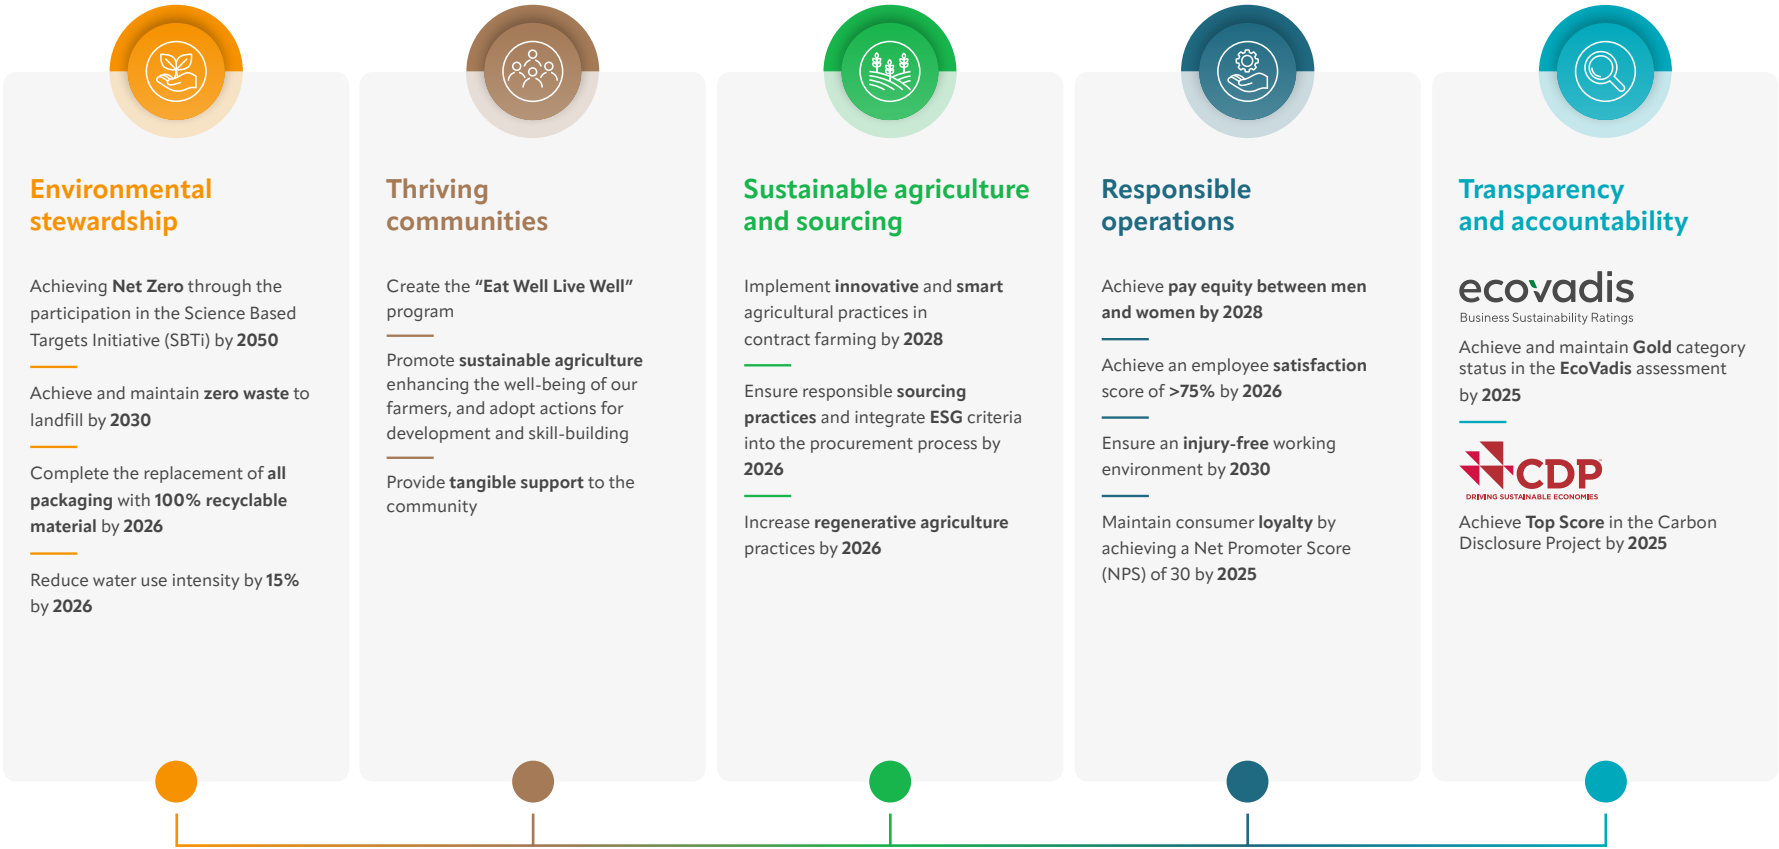 Environmental
stewardship
Achieving Net Zero through the
participation in the Science Based
Targets Initiative (SBTi) by 2050
Achieve and maintain zero waste to
landfill by 2030
Complete the replacement of all
packaging with 100% recyclable
material by 2026
Reduce water use intensity by 15%
by 2026
Thriving
communities
Create the “Eat Well Live Well”
program
Promote sustainable agriculture
enhancing the well-being of our
farmers, and adopt actions for
development and skill-building
Provide tangible support to the
community
Sustainable agriculture
and sourcing
Implement innovative and smart
agricultural practices in
contract farming by 2028
Ensure responsible sourcing
practices and integrate ESG criteria
into the procurement process by
2026
Increase regenerative agriculture
practices by 2026
Responsible
operations
Achieve pay equity between men
and women by 2028
Achieve an employee satisfaction
score of >75% by 2026
Ensure an injury-free working
environment by 2030
Maintain consumer loyalty by
achieving a Net Promoter Score
(NPS) of 30 by 2025
Transparency
and accountability
ecovadis
Business Sustainability Ratings
Achieve and maintain Gold category
status in the EcoVadis assessment
by 2025
CDP
DRIVING SUSTAINABLE ECONOMIES
Achieve Top Score in the Carbon
Disclosure Project by 2025